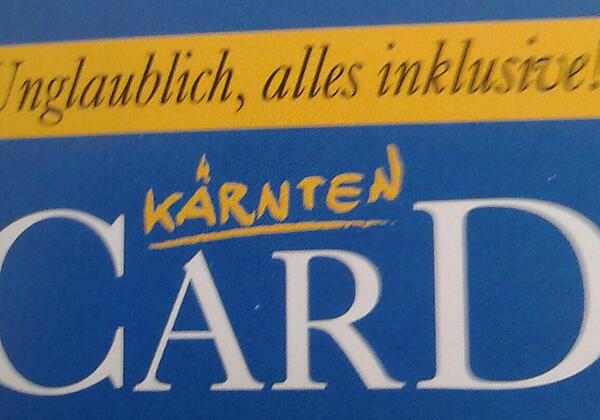 Unglaublich, alles inklusive!
KÄRNTEN
CARD